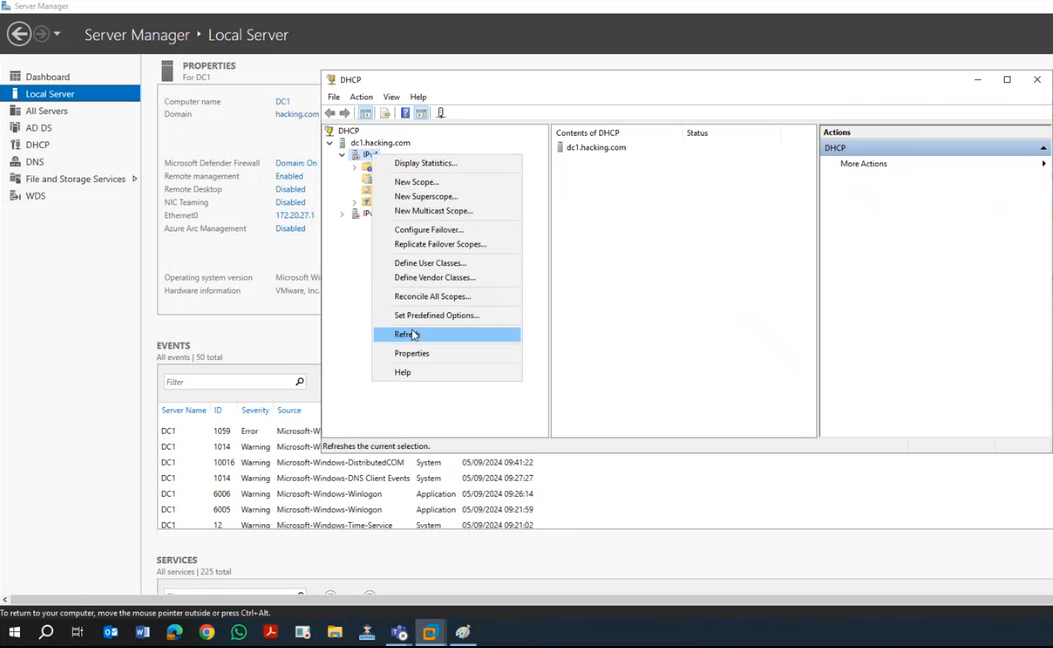 Server Manager
Server Manager ‣ Local Server
Dashboard
Local Server
All Servers
AD DS
DHCP
DNS
File and Storage Services
WDS
PROPERTIES
For DC1
Computer name DC1
Domain hacking.com
Microsoft Defender Firewall Domain: On
Remote management Enabled
Remote Desktop Disabled
NIC Teaming Disabled
Ethernet0 172.20.27.1
Azure Arc Management Disabled
Operating system version Microsoft Wi
Hardware information VMware, Inc.
EVENTS
All events | 50 total
Filter
Server Name ID Severity Source
DC1 1059 Error Microsoft-W
DC1 1014 Warning Microsoft-W
DC1 10016 Warning Microsoft-Windows-DistributedCOM System 05/09/2024 09:41:22
DC1 1014 Warning Microsoft-Windows-DNS Client Events System 05/09/2024 09:27:27
DC1 6006 Warning Microsoft-Windows-Winlogon Application 05/09/2024 09:26:14
DC1 6005 Warning Microsoft-Windows-Winlogon Application 05/09/2024 09:21:59
DC1 12 Warning Microsoft-Windows-Time-Service System 05/09/2024 09:21:02
SERVICES
All services | 225 total
DHCP
File Action View Help
DHCP
dc1.hacking.com
Display Statistics...
New Scope...
New Superscope...
New Multicast Scope...
Configure Failover...
Replicate Failover Scopes...
Define User Classes...
Define Vendor Classes...
Reconcile All Scopes...
Set Predefined Options...
Refresh
Properties
Help
Contents of DHCP Status
dc1.hacking.com
Actions
DHCP
More Actions
Refreshes the current selection.
To return to your computer, move the mouse pointer outside or press Ctrl+Alt.